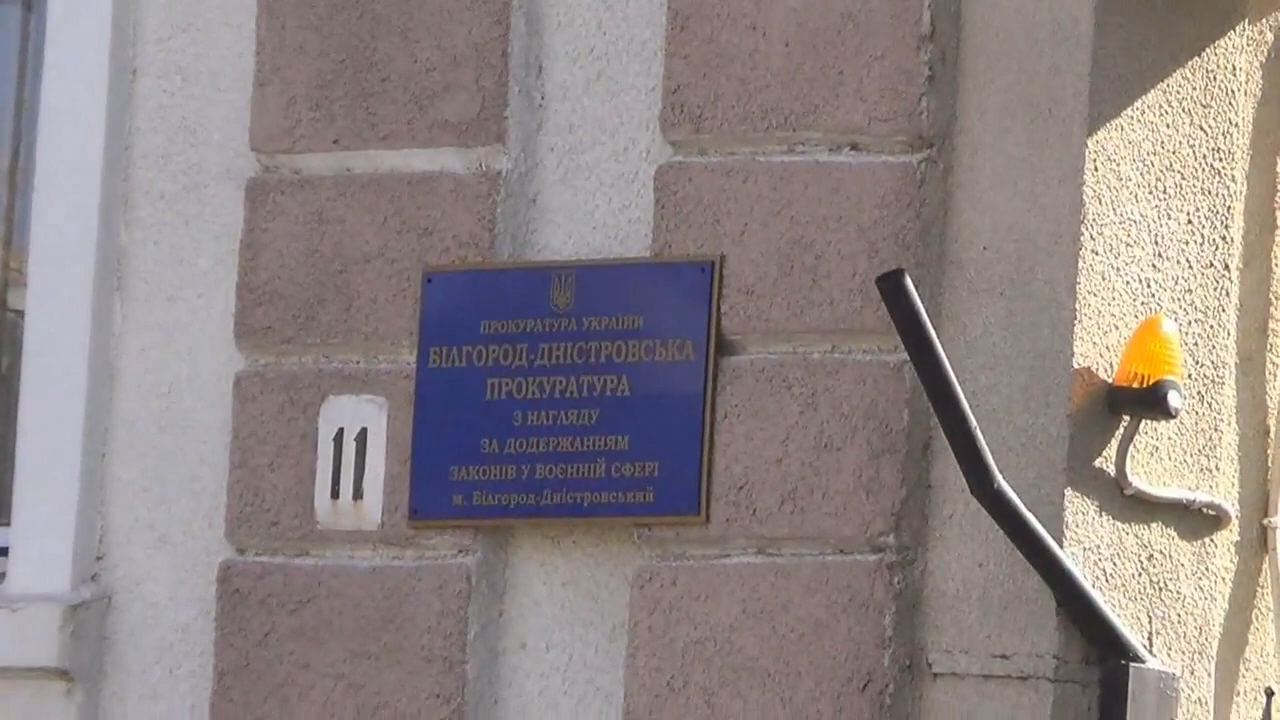 ПРОКУРАТУРА УКРАЇНИ
БІЛГОРОД-ДНІСТРОВСЬКА
ПРОКУРАТУРА
З НАГЛЯДУ
ЗА ДОДЕРЖАННЯМ
ЗАКОНІВ У ВОЄННІЙ СФЕРІ
м. Білгород-Дністровський
11